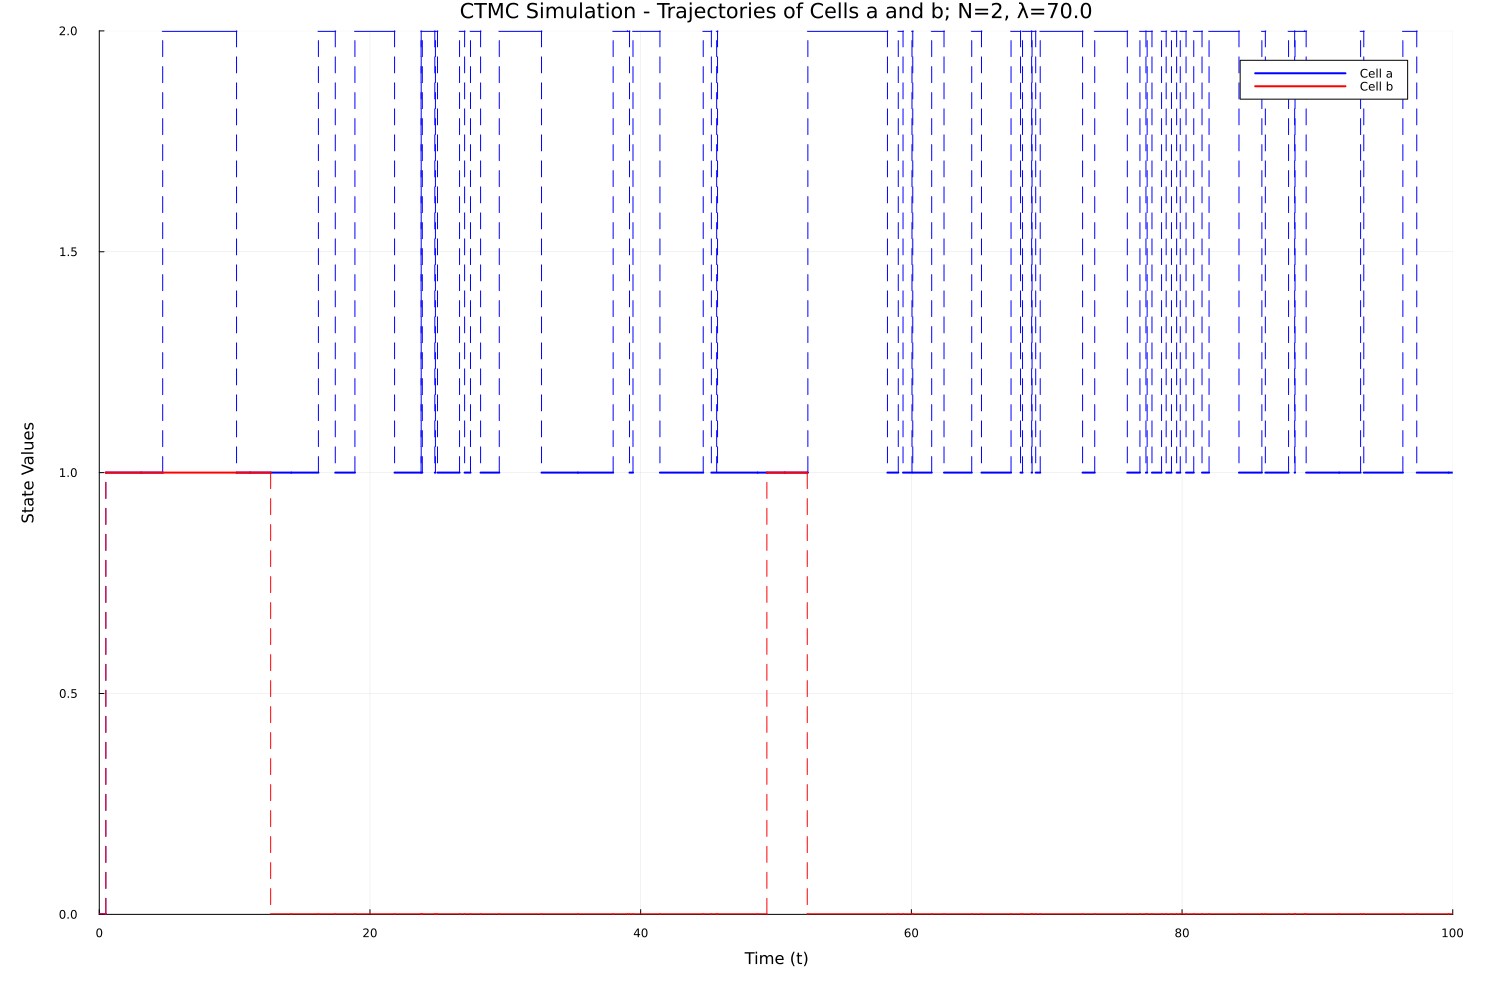 CTMC Simulation - Trajectories of Cells a and b; N=2, λ=70.0
2.0
Cell a
Cell b
1.5
1.0
State Values
0.5
0.0
0 20 40 60 80 100
Time (t)